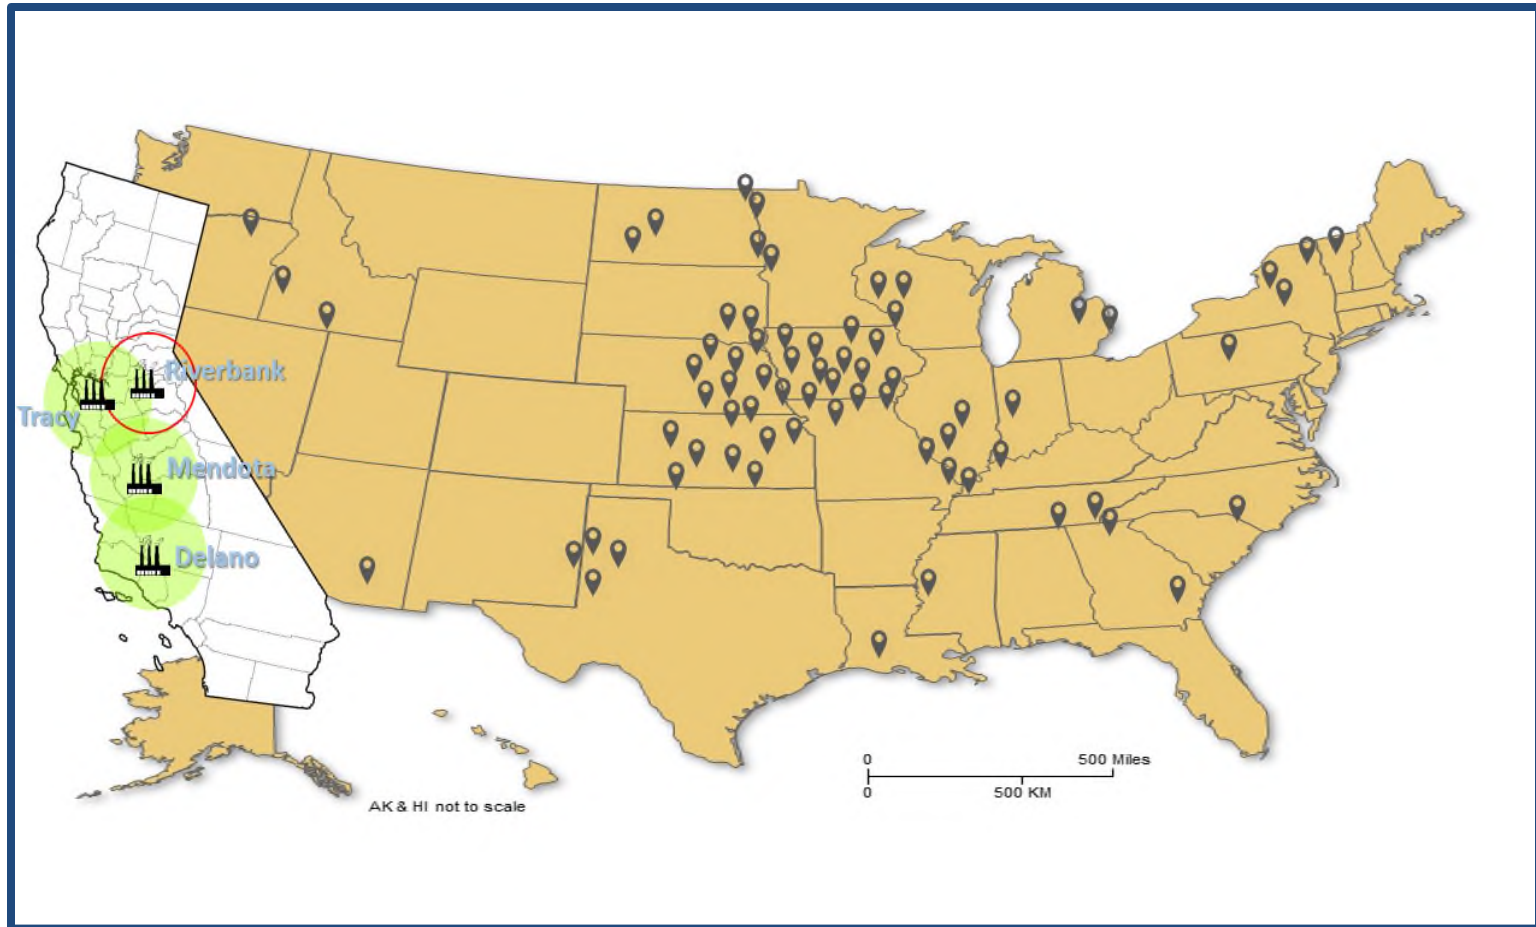 Riverbank
Tracy
Mendota
Delano
0 500 Miles
0 500 KM
AK & HI not to scale